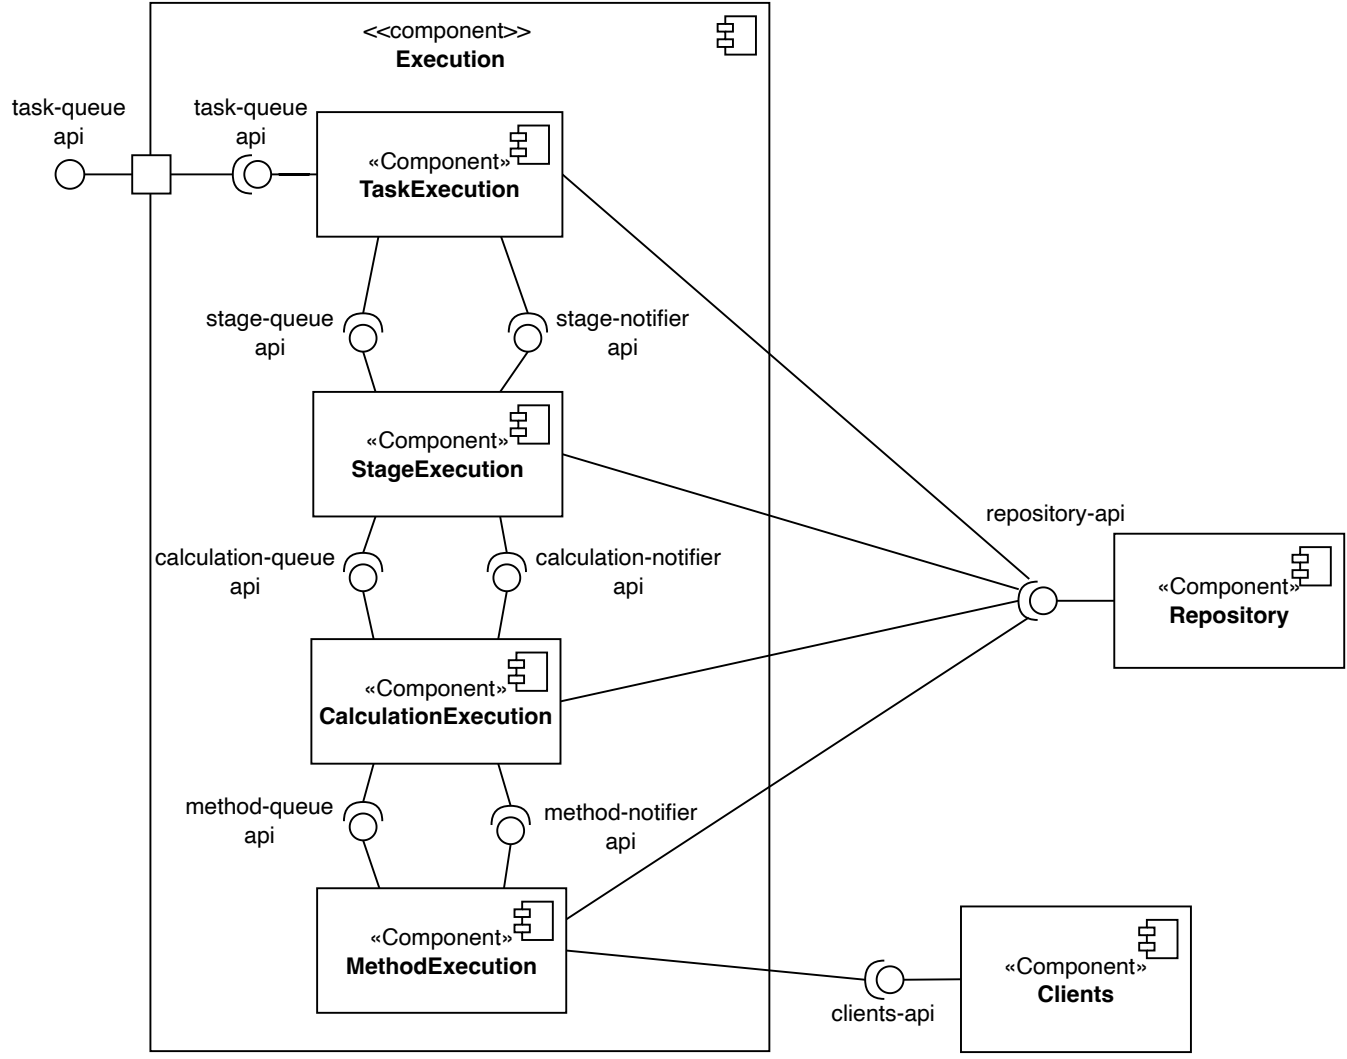 <<component>>
Execution
task-queue
api
task-queue
api
«Component»
TaskExecution
stage-queue
api
stage-notifier
api
«Component»
StageExecution
calculation-queue
api
calculation-notifier
api
repository-api
«Component»
Repository
«Component»
CalculationExecution
method-queue
api
method-notifier
api
«Component»
MethodExecution
«Component»
Clients
clients-api